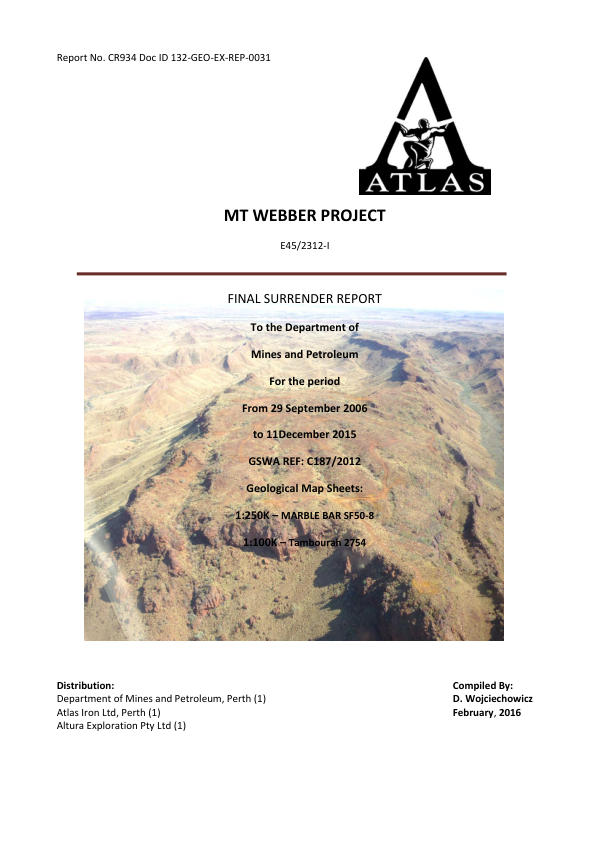 Report No. CR934 Doc ID 132-GEO-EX-REP-0031
ATLAS
MT WEBBER PROJECT
E45/2312-I
FINAL SURRENDER REPORT
To the Department of
Mines and Petroleum
For the period
From 29 September 2006
to 11December 2015
GSWA REF: C187/2012
Geological Map Sheets:
1:250K – MARBLE BAR SF50-8
1:100K – Tambourah 2754
Distribution:
Department of Mines and Petroleum, Perth (1)
Atlas Iron Ltd, Perth (1)
Altura Exploration Pty Ltd (1)
Compiled By:
D. Wojciechowicz
February, 2016